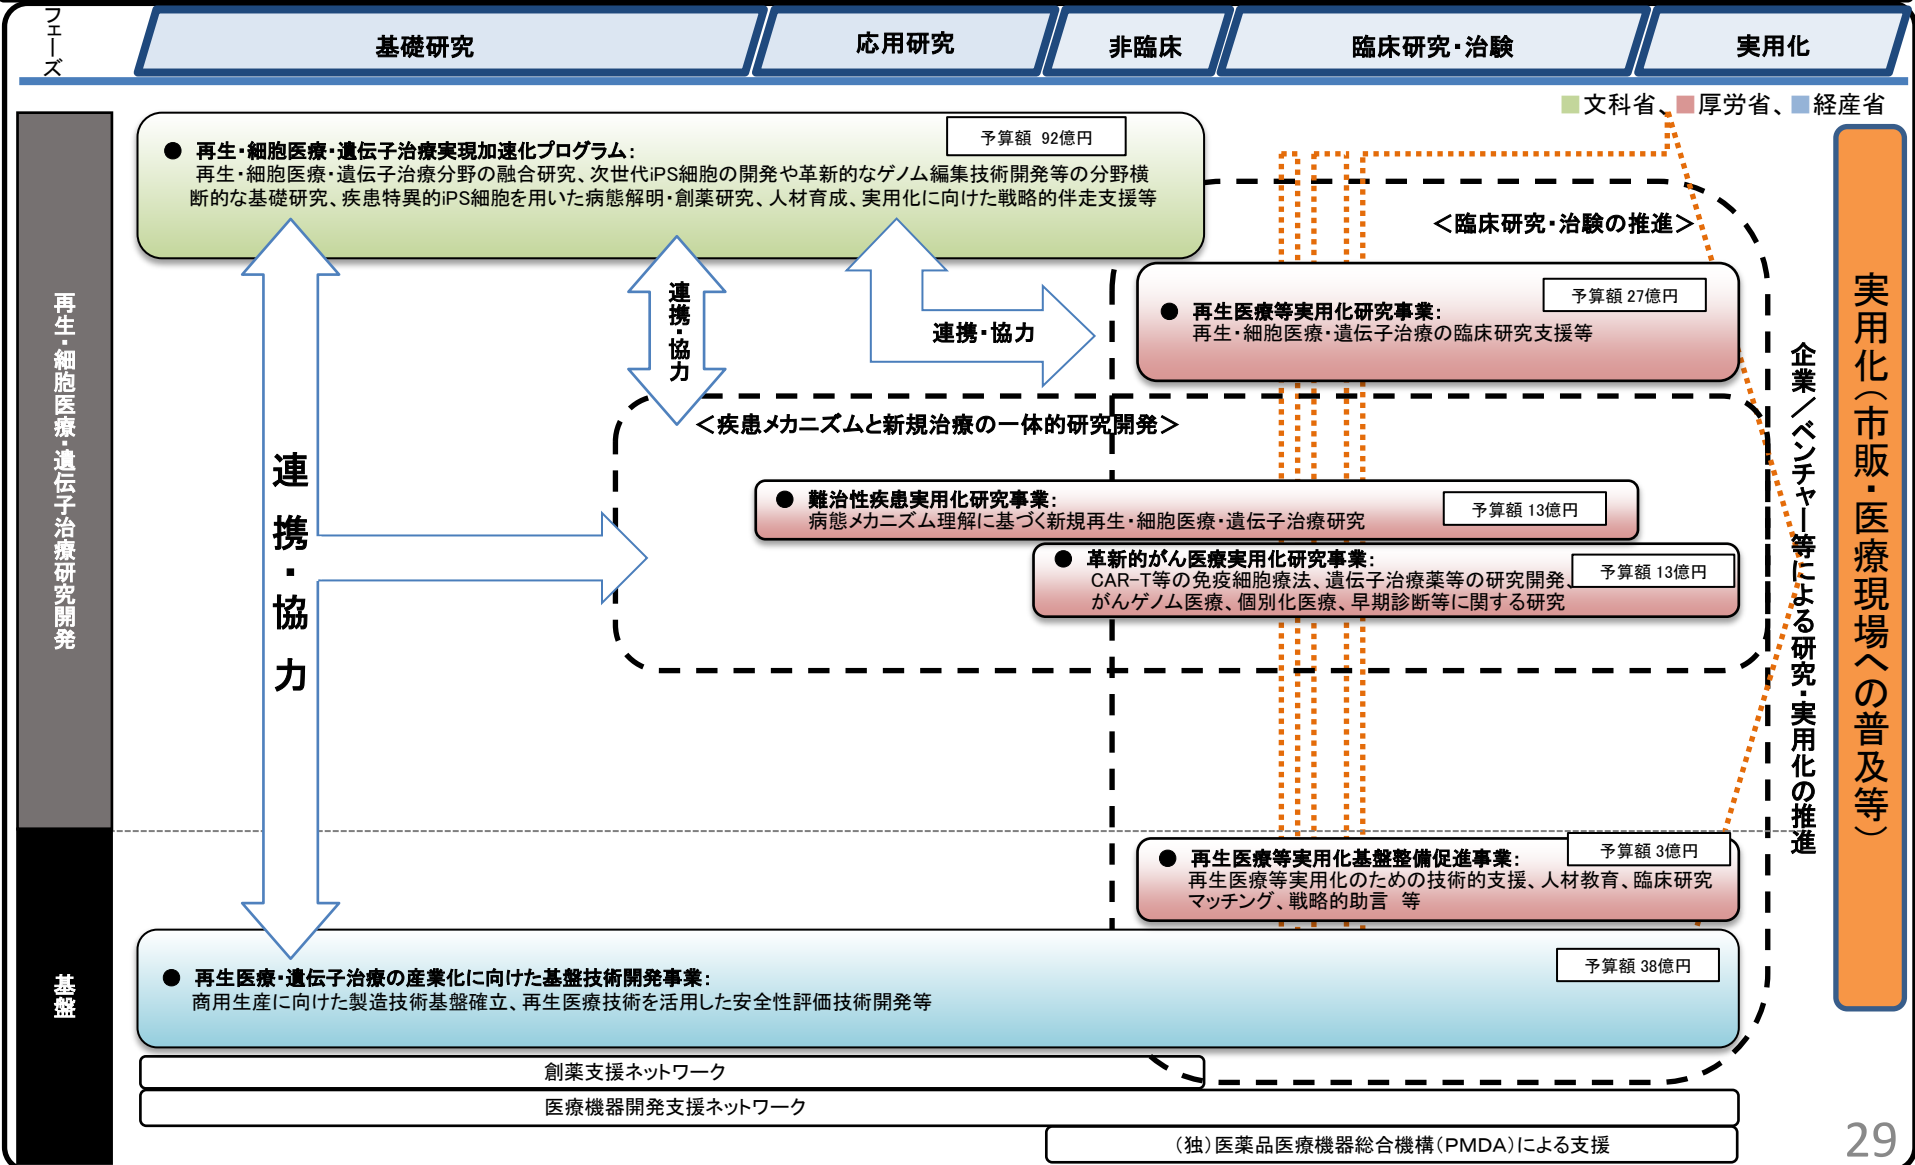 フェーズ
基礎研究
応用研究
非臨床
臨床研究・治験
実用化
■文科省、■厚労省、■経産省
再生・細胞医療・遺伝子治療研究開発
予算額 92億円
● 再生・細胞医療・遺伝子治療実現加速化プログラム：
再生・細胞医療・遺伝子治療分野の融合研究、次世代iPS細胞の開発や革新的なゲノム編集技術開発等の分野横
断的な基礎研究、疾患特異的iPS細胞を用いた病態解明・創薬研究、人材育成、実用化に向けた戦略的伴走支援等
＜臨床研究・治験の推進＞
連携・協力
連携・協力
連携・協力
予算額 27億円
● 再生医療等実用化研究事業：
再生・細胞医療・遺伝子治療の臨床研究支援等
＜疾患メカニズムと新規治療の一体的研究開発＞
● 難治性疾患実用化研究事業：
病態メカニズム理解に基づく新規再生・細胞医療・遺伝子治療研究
予算額 13億円
● 革新的がん医療実用化研究事業：
CAR-T等の免疫細胞療法、遺伝子治療薬等の研究開発、
がんゲノム医療、個別化医療、早期診断等に関する研究
予算額 13億円
企業／ベンチャー等による研究・実用化の推進
実用化（市販・医療現場への普及等）
基盤
予算額 3億円
● 再生医療等実用化基盤整備促進事業：
再生医療等実用化のための技術的支援、人材教育、臨床研究
マッチング、戦略的助言　等
予算額 38億円
● 再生医療・遺伝子治療の産業化に向けた基盤技術開発事業：
商用生産に向けた製造技術基盤確立、再生医療技術を活用した安全性評価技術開発等
創薬支援ネットワーク
医療機器開発支援ネットワーク
（独）医薬品医療機器総合機構（PMDA）による支援
29